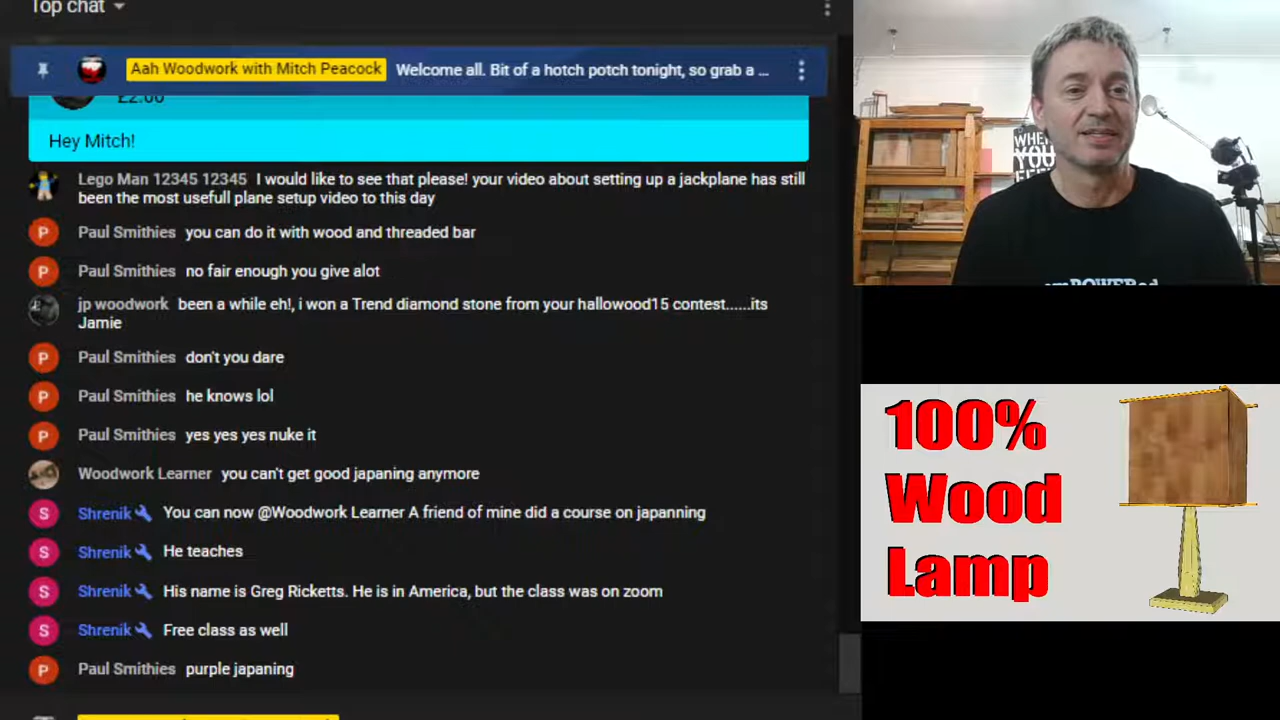 Top chat
Aah Woodwork with Mitch Peacock Welcome all. Bit of a hotch potch tonight, so grab a ...
£2.00
Hey Mitch!
Lego Man 12345 12345 I would like to see that please! your video about setting up a jackplane has still
been the most usefull plane setup video to this day
P Paul Smithies you can do it with wood and threaded bar
P Paul Smithies no fair enough you give alot
jp woodwork been a while eh!, i won a Trend diamond stone from your hallowood15 contest......its
Jamie
P Paul Smithies don't you dare
P Paul Smithies he knows lol
P Paul Smithies yes yes yes nuke it
Woodwork Learner you can't get good japaning anymore
S Shrenik You can now @Woodwork Learner A friend of mine did a course on japanning
S Shrenik He teaches
S Shrenik His name is Greg Ricketts. He is in America, but the class was on zoom
S Shrenik Free class as well
P Paul Smithies purple japaning
WHEN
YOU
100%
Wood
Lamp